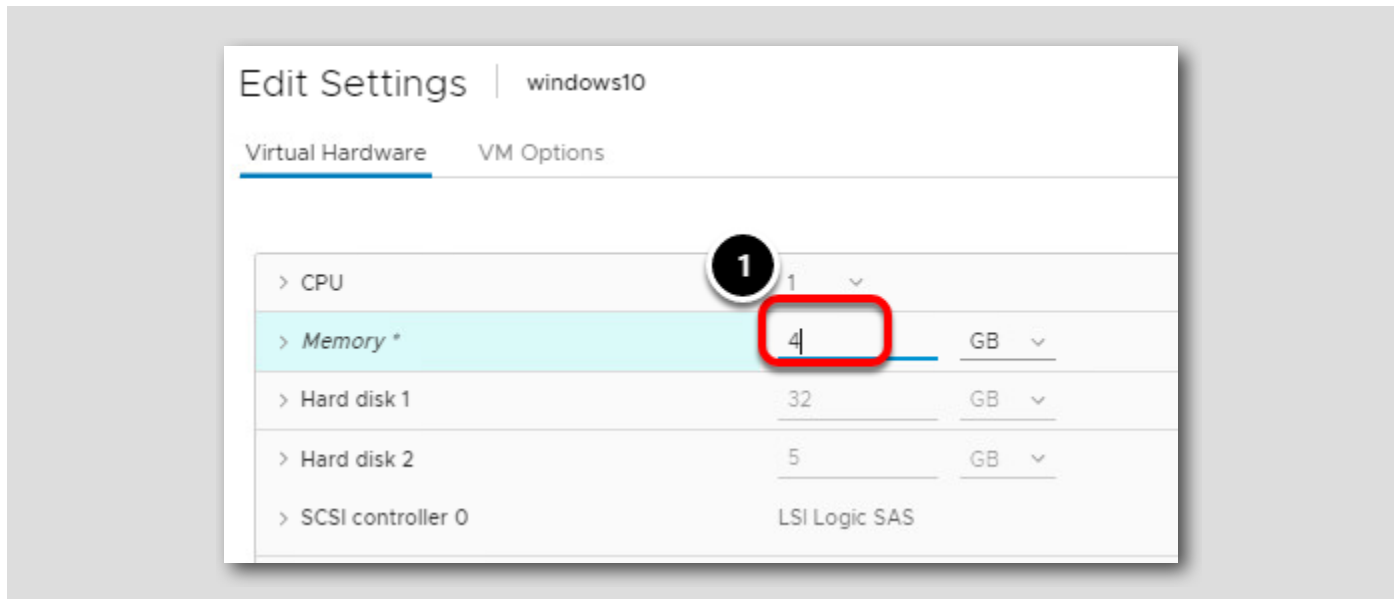 Edit Settings | windows10
Virtual Hardware VM Options
1
> CPU 1
> Memory * 4 GB
> Hard disk 1 32 GB
> Hard disk 2 5 GB
> SCSI controller 0 LSI Logic SAS